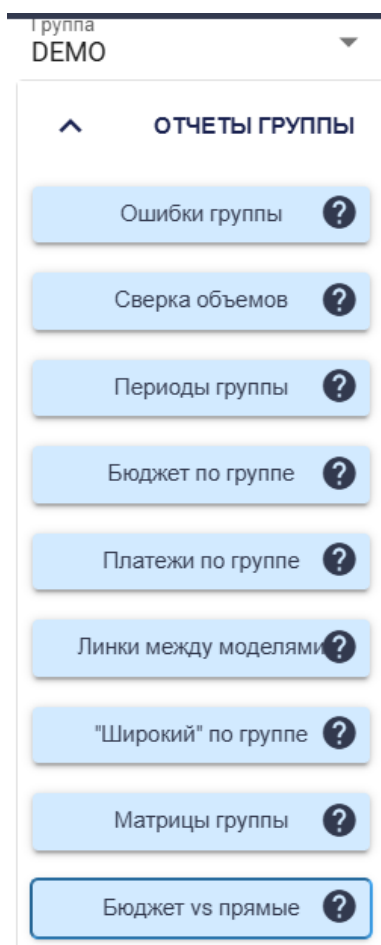 Группа
DEMO
ОТЧЕТЫ ГРУППЫ
Ошибки группы ?
Сверка объемов ?
Периоды группы ?
Бюджет по группе ?
Платежи по группе ?
Линки между моделями ?
"Широкий" по группе ?
Матрицы группы ?
Бюджет vs прямые ?